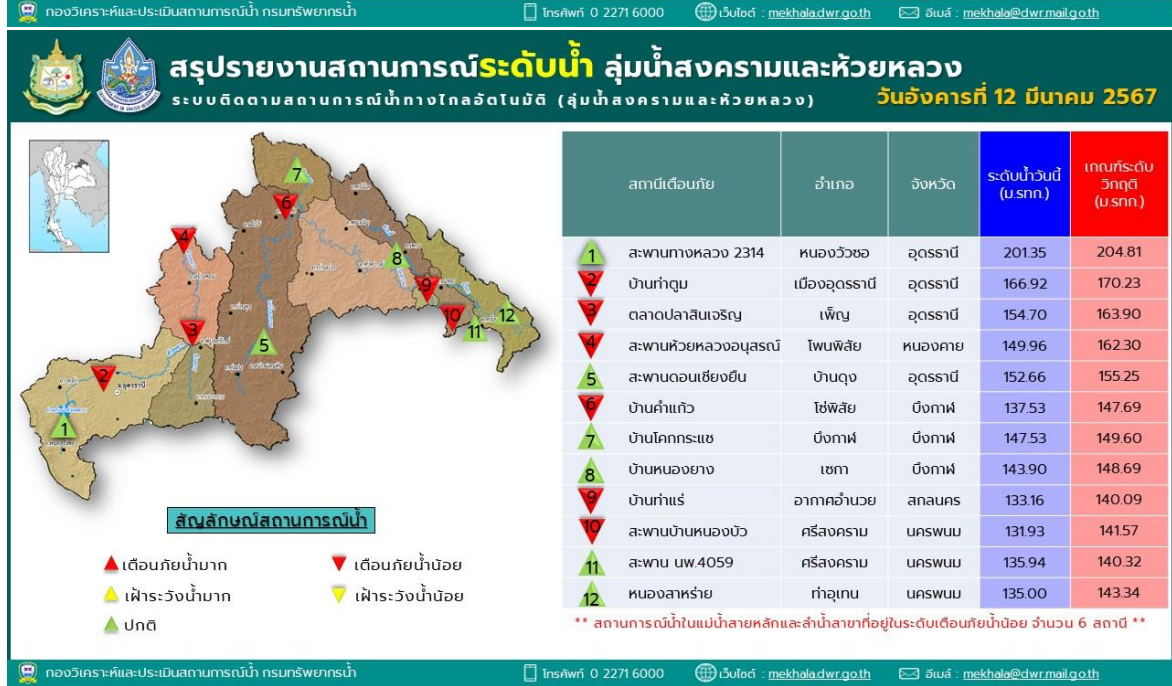 กองวิเคราะห์และประเมินสถานการณ์น้ำ กรมทรัพยากรน้ำ โทรศัพท์ 0 2271 6000 เว็บไซต์ : mekhala.dwr.go.th อีเมล์ : mekhala@dwr.mail.go.th
สรุปรายงานสถานการณ์ระดับน้ำ ลุ่มน้ำสงครามและห้วยหลวง
ระบบติดตามสถานการณ์น้ำทางไกลอัตโนมัติ (ลุ่มน้ำสงครามและห้วยหลวง) วันอังคารที่ 12 มีนาคม 2567
สถานีเตือนภัย อำเภอ จังหวัด ระดับน้ำวันนี้ (ม.รทก.) เกณฑ์ระดับวิกฤติ (ม.รทก.)
1 สะพานทางหลวง 2314 หนองวัวซอ อุดรธานี 201.35 204.81
2 บ้านท่าตูม เมืองอุดรธานี อุดรธานี 166.92 170.23
3 ตลาดปลาสินเจริญ เพ็ญ อุดรธานี 154.70 163.90
4 สะพานห้วยหลวงอนุสรณ์ โพนพิสัย หนองคาย 149.96 162.30
5 สะพานดอนเชียงยืน บ้านดุง อุดรธานี 152.66 155.25
6 บ้านคำแก้ว โซ่พิสัย บึงกาฬ 137.53 147.69
7 บ้านโคกกระแซ บึงกาฬ บึงกาฬ 147.53 149.60
8 บ้านหนองยาง เซกา บึงกาฬ 143.90 148.69
9 บ้านท่าแร่ อากาศอำนวย สกลนคร 133.16 140.09
10 สะพานบ้านหนองบัว ศรีสงคราม นครพนม 131.93 141.57
11 สะพาน นพ.4059 ศรีสงคราม นครพนม 135.94 140.32
12 หนองสาหร่าย ท่าอุเทน นครพนม 135.00 143.34
** สถานการณ์น้ำในแม่น้ำสายหลักและลำน้ำสาขาที่อยู่ในระดับเตือนภัยน้ำน้อย จำนวน 6 สถานี **
7
6
4
8
9
10
12
11
3
5
2
1
สัญลักษณ์สถานการณ์น้ำ
เตือนภัยน้ำมาก เตือนภัยน้ำน้อย
เฝ้าระวังน้ำมาก เฝ้าระวังน้ำน้อย
ปกติ
กองวิเคราะห์และประเมินสถานการณ์น้ำ กรมทรัพยากรน้ำ โทรศัพท์ 0 2271 6000 เว็บไซต์ : mekhala.dwr.go.th อีเมล์ : mekhala@dwr.mail.go.th